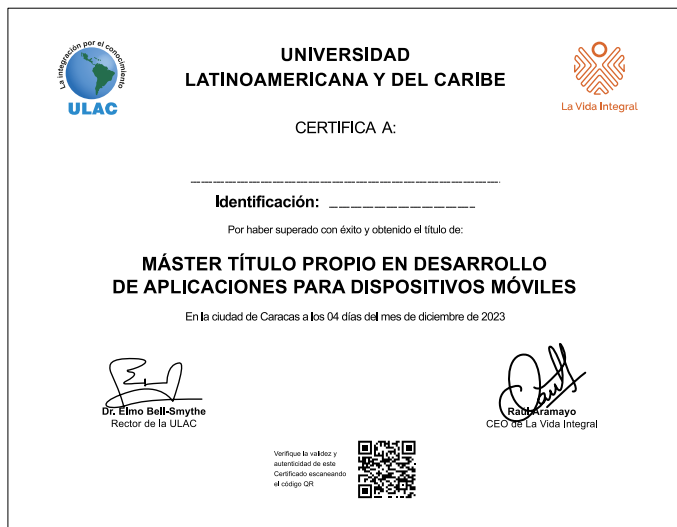 La integración por el conocimiento
ULAC
UNIVERSIDAD
LATINOAMERICANA Y DEL CARIBE
La Vida Integral
CERTIFICA A:
Identificación:
Por haber superado con éxito y obtenido el título de:
MÁSTER TÍTULO PROPIO EN DESARROLLO
DE APLICACIONES PARA DISPOSITIVOS MÓVILES
En la ciudad de Caracas a los 04 días del mes de diciembre de 2023
Dr. Elmo Bell-Smythe
Rector de la ULAC
Raúl Aramayo
CEO de La Vida Integral
Verifique la validez y
autenticidad de este
Certificado escaneando
el código QR